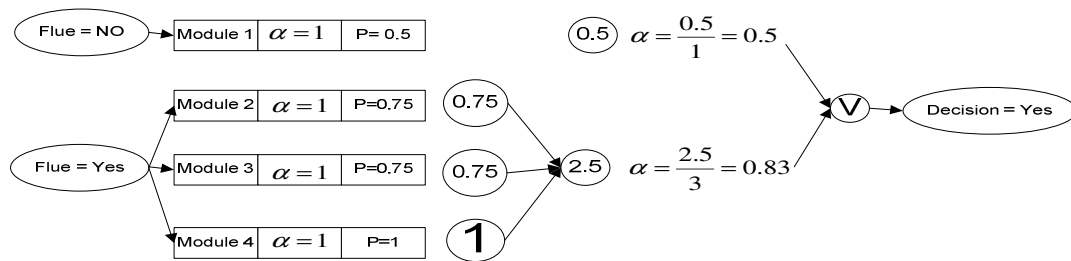 Flue = NO
Module 1 α = 1 P= 0.5
0.5
α = 0.5/1 = 0.5
Flue = Yes
Module 2 α = 1 P=0.75
0.75
Module 3 α = 1 P=0.75
0.75
Module 4 α = 1 P=1
1
2.5
α = 2.5/3 = 0.83
V
Decision = Yes